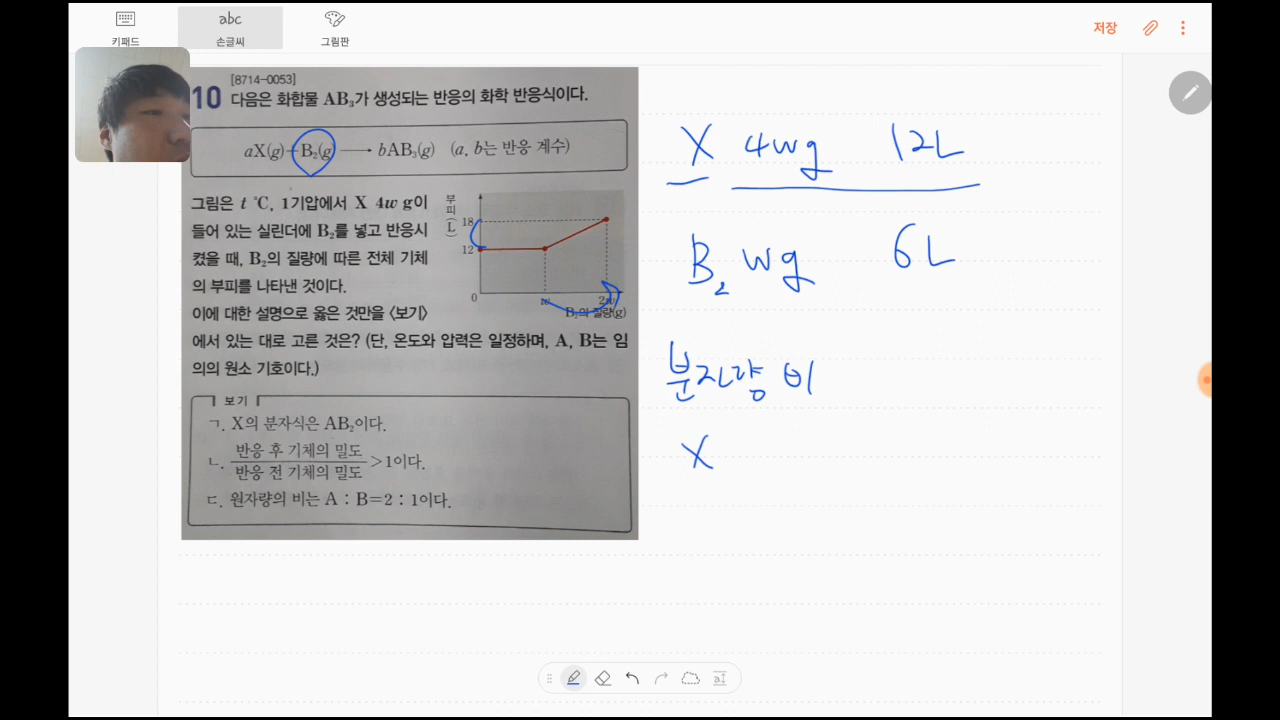 abc
키패드 손글씨 그림판 저장
[8714-0053]
10 다음은 화합물 AB₃가 생성되는 반응의 화학 반응식이다.
aX(g)+B₂(g) → bAB₃(g) (a, b는 반응 계수)
그림은 t ℃, 1기압에서 X 4w g이
들어 있는 실린더에 B₂를 넣고 반응시
켰을 때, B₂의 질량에 따른 전체 기체
의 부피를 나타낸 것이다.
이에 대한 설명으로 옳은 것만을 <보기>
에서 있는 대로 고른 것은? (단, 온도와 압력은 일정하며, A, B는 임
의의 원소 기호이다.)
부피(L)
18
12
0 w 2w
B₂의 질량(g)
보기
ㄱ. X의 분자식은 AB₂이다.
ㄴ. 반응 후 기체의 밀도/반응 전 기체의 밀도 >1이다.
ㄷ. 원자량의 비는 A : B=2 : 1이다.
X 4wg 12L
B₂ wg 6L
분자량 비
X